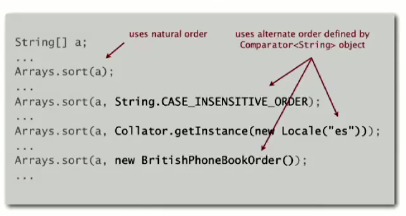 uses natural order
uses alternate order defined by
Comparator<String> object
String[] a;
...
Arrays.sort(a);
...
Arrays.sort(a, String.CASE_INSENSITIVE_ORDER);
...
Arrays.sort(a, Collator.getInstance(new Locale("es")));
...
Arrays.sort(a, new BritishPhoneBookOrder());
...